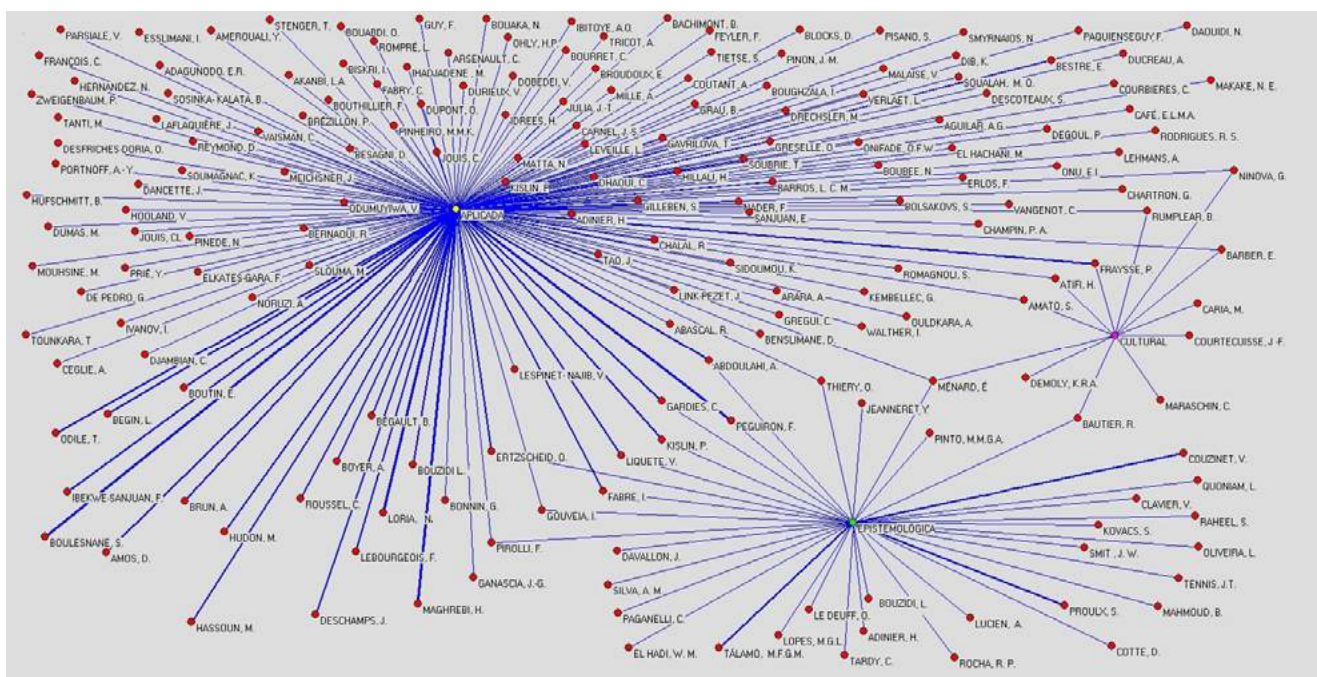 STENGER, T.
GUY, F.
BOUAKA, N.
IBITOYE, A.O.
BACHIMONT, B.
PARSIALE, V.
ESSLIMANI, I.
AMEROUALI, Y.
BOUABDI, O.
ROMPRÉ, L.
ARSENAULT, C.
OHLY, H.P.
TRICOT, A.
FEYLER, F.
BLOCKS, D.
PISANO, S.
SMYRNAIOS, N
PAQUIENSEGUY, F.
DAOUIDI, N.
FRANÇOIS, C.
ADAGUNODO, E.R.
BISKRI, I.
IHADJADENE , M.
BOURRET, C.
TIETSE, S.
PINON, J.-M.
DIB, K.
BESTRE, E.
DUCREAU, A.
HERNANDEZ, N.
AKANBI, I.A.
FABRY, C.
DURIEUX, V.
DOBEDEI, V.
BROUDOUX, E.
COUTANT, A.
MALAISE, V.
SOUALAH, M. O.
COURBIERES, C.
MAKAKE, N. E.
ZWEIGENBAUM, P.
SOSINKA-KALATA, B.
BOUTHILLIER, F.
DUPONT, O.
JULIA, J.-T.
MILLE, A.
GRAU, B.
BOUGHZALA, I.
VERLAET, L.
DESCOTEAUX, S.
CAFÉ, E.L.M.A.
TANTI, M.
LAFLAQUIÈRE, J.
VAISMAN, C.
BRÉZILLON, P.
PINHEIRO, M.M.K.
IDREES, H.
CARNEL, J. S.
DRECHSLER, M.
AGUILAR, A.G.
DEGOUL, P.
RODRIGUES, R. S.
DESFRICHES-DORIA, O.
REYMOND, D.
BESAGNI, D.
JOUIS, C.
LEVEILLE, L.
GAVRILOVA, T.
GRESELLE, O.
ONIFADE, O.F.W.
EL HACHANI, M.
LEHMANS, A.
PORTNOFF, A.-Y.
SOUMAGNAC, K.
MEICHSNER, J.
MATTA, N.
SOUBRIE, T.
BOUBEE, N.
ONU, E.I.
NINOVA, G.
DANCETTE, J.
KISLIN, P.
DHAOUI, C.
HILLALI, H.
BARROS, L. C. M.
ERLOS, F.
CHARTRON, G.
HUFSCHMITT, B.
ODUMUYIWA, V.
GILLEBEN, S.
NADER, F.
BOLSAKOVS, S.
VANGENOT, C.
HOOLAND, V.
APLICADA
ADINIER, H.
SANJUAN, E.
CHAMPIN, P. A.
RUMPLEAR, B.
DUMAS, M.
JOUIS, CL.
PINEDE, N.
BERNAOUI, R.
CHALAL, R.
BARBER, E.
MOUHSINE, M.
PRIÉ, Y.
ELKATES-GARA, F.
SLOUMA, M.
TAO, J.
SIDOUMOU, K.
ROMAGNOLI, S.
FRAYSSE, P.
ATIR, H.
DE PEDRO, G.
NORUZI, A.
LINK-PEZET, J.
ARARA, A.
KEMBELLEC, G.
AMATO, S.
CARIA, M.
IVANOV, I.
ABASCAL, R.
GREGUI, C.
OULDKARA, A.
TOUNKARA, T
WALTHER, I.
BENSLIMANE, D.
CULTURAL
COURTECUISSE, J -F.
CEGLIE, A.
DJAMBIAN, C.
LESPINET- NAJIB, V.
ABDOULAHI, A.
BOUTIN, E.
THIERY, O.
MÉNARD, É
DEMOLY, K.R.A.
BEGIN, L.
BEGAULT, B.
GARDIES, C.
JEANNERET Y.
MARASCHIN, C.
PEGUIRON, F.
BAUTIER, R.
ODILE, T.
KISLIN, P.
PINTO, M.M.G.A.
BOYER, A.
BOUZIDI L.
ERTZSCHEID, O.
LIQUETE, V.
COUZINET, V.
IBEKWE-SANJUAN, F.
BRUN, A.
ROUSSEL, C.
LORIA, N.
BONNIN, G.
FABRE, I.
QUONIAM, L.
GOUVEIA, I.
CLAVIER, V.
HUDON, M.
EPISTEMOLÓGICA
RAHEEL, S.
BOULESNANE, S.
KOVACS, S.
AMOS, D.
LEBOURGEOIS, F.
PIROLLI, F.
DAVALLON, J.
SMIT , J. W.
OLIVEIRA, L.
GANASCIA, J.-G.
TENNIS, J.T.
SILVA, A. M.
MAGHREBI, H.
BOUZIDI, L.
PROULX, S.
MAHMOUD, B.
HASSOUN, M.
DESCHAMPS, J.
PAGANELLI, C.
LE DEUFF, O.
LUCIEN, A.
LOPES, M.G.L
ADINIER, H.
EL HADI, W. M.
TÁLAMO, M.F.G.M.
TARDY, C.
ROCHA, R. P.
COTTE, D.